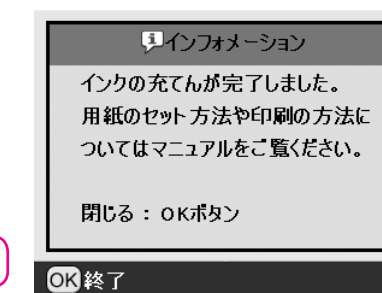 インフォメーション
インクの充てんが完了しました。
用紙のセット方法や印刷の方法に
ついてはマニュアルをご覧ください。
閉じる：OKボタン
OK 終了